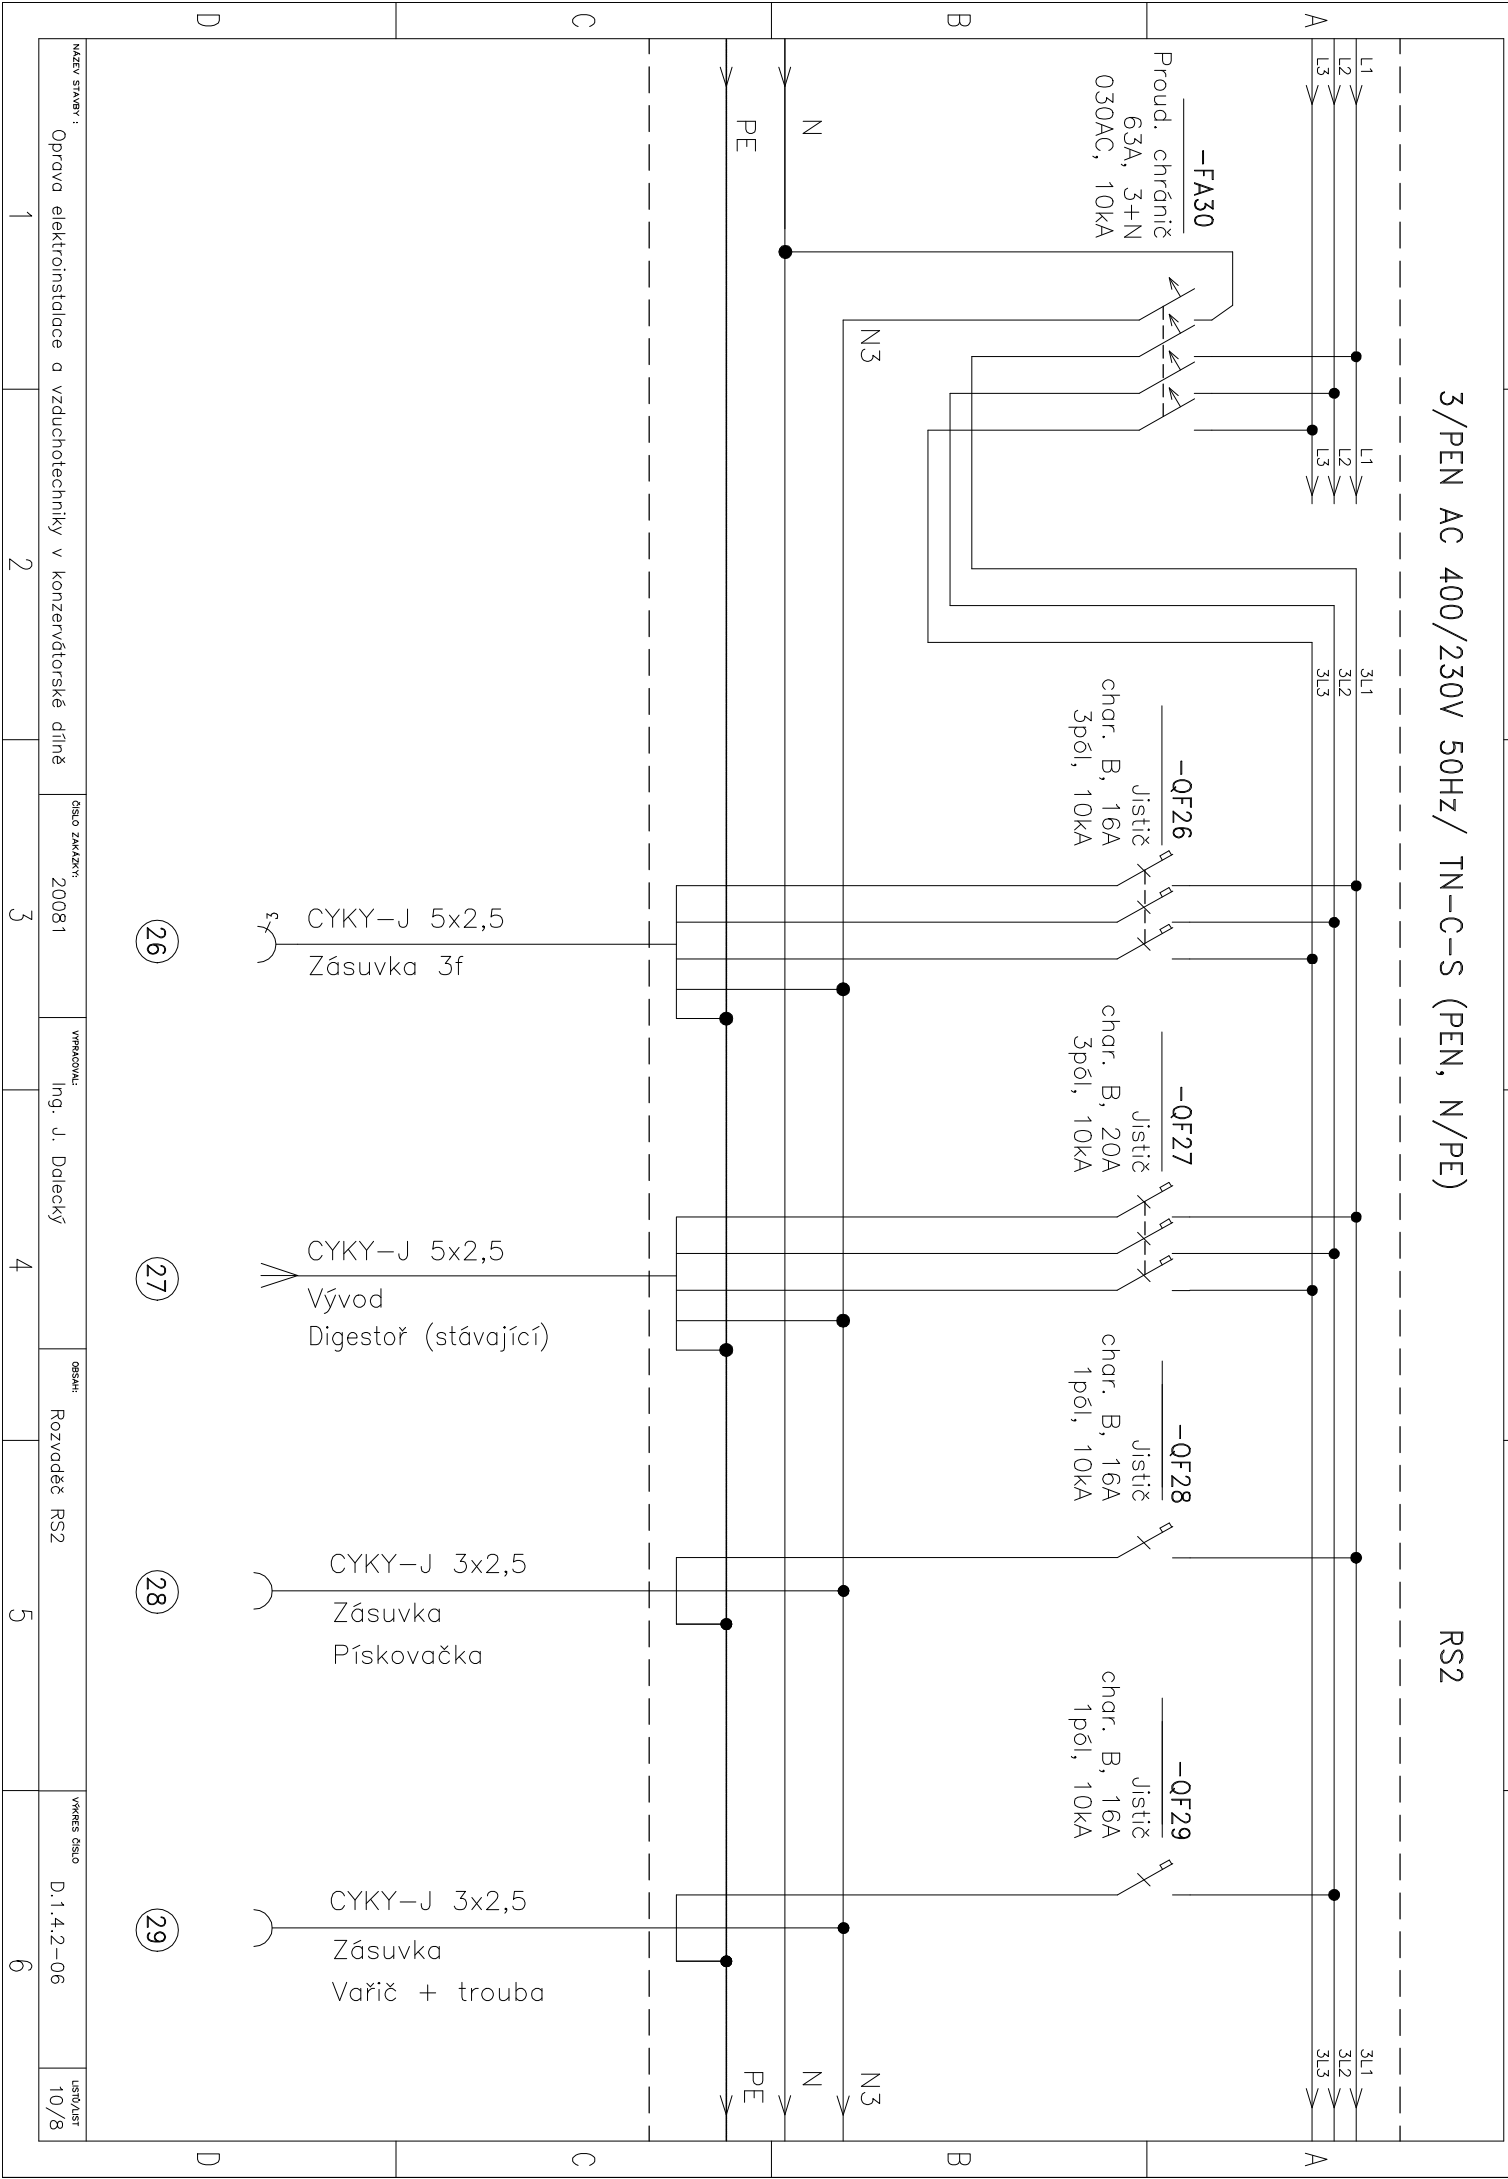 3/PEN AC 400/230V 50Hz/ TN-C-S (PEN, N/PE)
RS2
A
A
B
B
C
C
D
D
L1
L2
L3
L1
L2
L3
3L1
3L2
3L3
3L1
3L2
3L3
-FA30
Proud. chránič
63A, 3+N
030AC, 10kA
-QF26
Jistič
char. B, 16A
3pól, 10kA
-QF27
Jistič
char. B, 20A
3pól, 10kA
-QF28
Jistič
char. B, 16A
1pól, 10kA
-QF29
Jistič
char. B, 16A
1pól, 10kA
N3
N3
N
N
PE
PE
CYKY-J 5x2,5
Zásuvka 3f
3
26
CYKY-J 5x2,5
Vývod
Digestoř (stávající)
27
CYKY-J 3x2,5
Zásuvka
Pískovačka
28
CYKY-J 3x2,5
Zásuvka
Vařič + trouba
29
NÁZEV STAVBY :
Oprava elektroinstalace a vzduchotechniky v konzervátorské dílně
ČÍSLO ZAKÁZKY:
20081
VYPRACOVAL:
Ing. J. Dalecký
OBSAH:
Rozvaděč RS2
VÝKRES ČÍSLO
D.1.4.2-06
LISTŮ/LIST
10/8
1
2
3
4
5
6